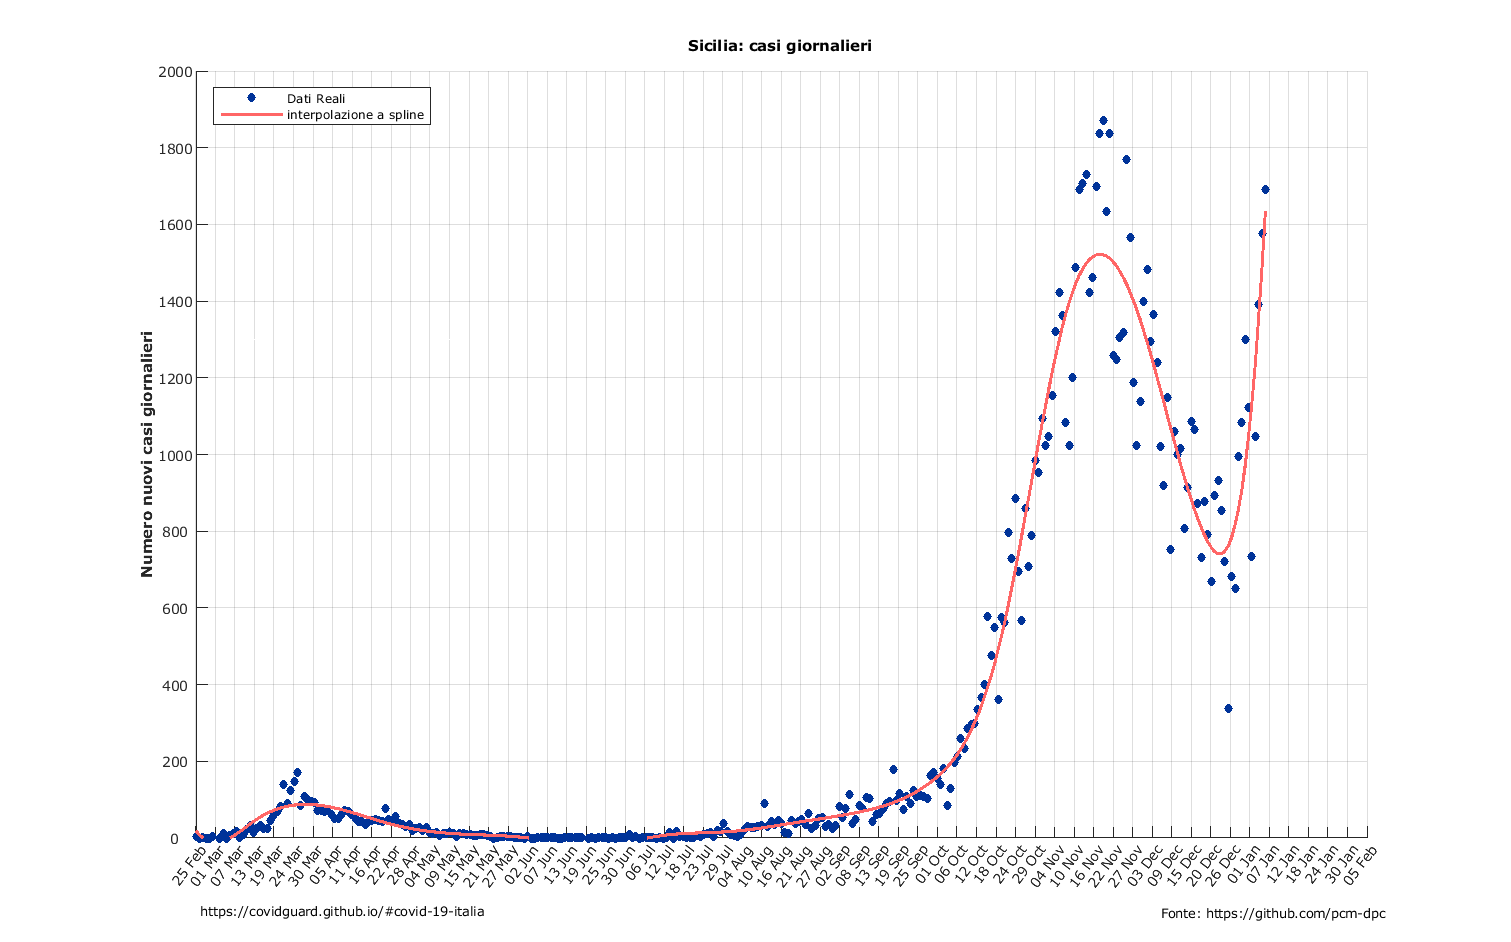 Sicilia: casi giornalieri
Dati Reali
interpolazione a spline
Numero nuovi casi giornalieri
2000
1800
1600
1400
1200
1000
800
600
400
200
0
25 Feb
01 Mar
07 Mar
13 Mar
19 Mar
24 Mar
30 Mar
05 Apr
11 Apr
16 Apr
22 Apr
28 Apr
04 May
09 May
15 May
21 May
27 May
02 Jun
07 Jun
13 Jun
19 Jun
25 Jun
30 Jun
06 Jul
12 Jul
18 Jul
23 Jul
29 Jul
04 Aug
10 Aug
16 Aug
21 Aug
27 Aug
02 Sep
08 Sep
13 Sep
19 Sep
25 Sep
01 Oct
06 Oct
12 Oct
18 Oct
24 Oct
29 Oct
04 Nov
10 Nov
16 Nov
22 Nov
27 Nov
03 Dec
09 Dec
15 Dec
20 Dec
26 Dec
01 Jan
07 Jan
12 Jan
18 Jan
24 Jan
30 Jan
05 Feb
https://covidguard.github.io/#covid-19-italia
Fonte: https://github.com/pcm-dpc